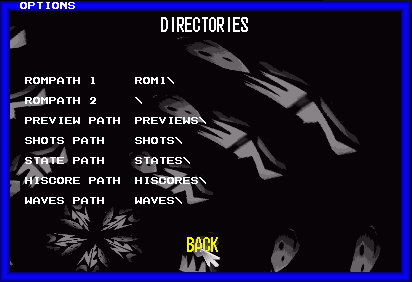 OPTIONS
DIRECTORIES
ROMPATH 1 ROM1\
ROMPATH 2 \
PREVIEW PATH PREVIEWS\
SHOTS PATH SHOTS\
STATE PATH STATES\
HISCORE PATH HISCORES\
WAVES PATH WAVES\
BACK